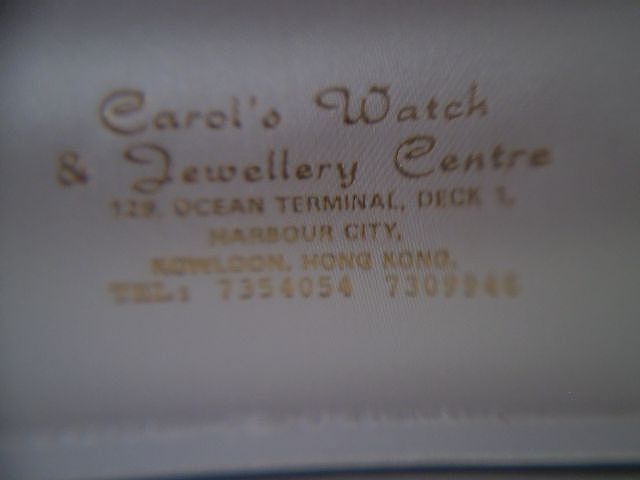 Carol's Watch
& Jewellery Centre
129, OCEAN TERMINAL, DECK 1,
HARBOUR CITY,
KOWLOON, HONG KONG.
TEL: 7354054 7309946